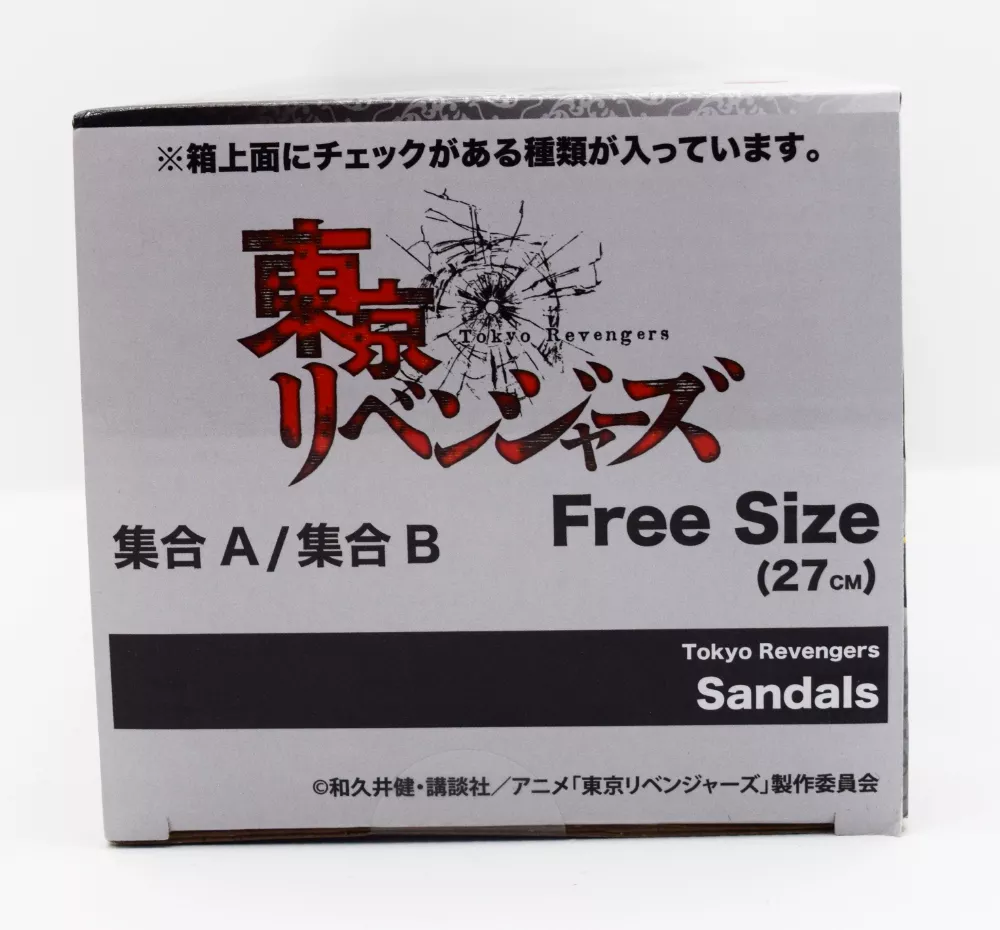 ※箱上面にチェックがある種類が入っています。
東京
Tokyo Revengers
リベンジャーズ
集合 A/集合 B
Free Size
(27CM)
Tokyo Revengers
Sandals
©和久井健・講談社／アニメ「東京リベンジャーズ」製作委員会